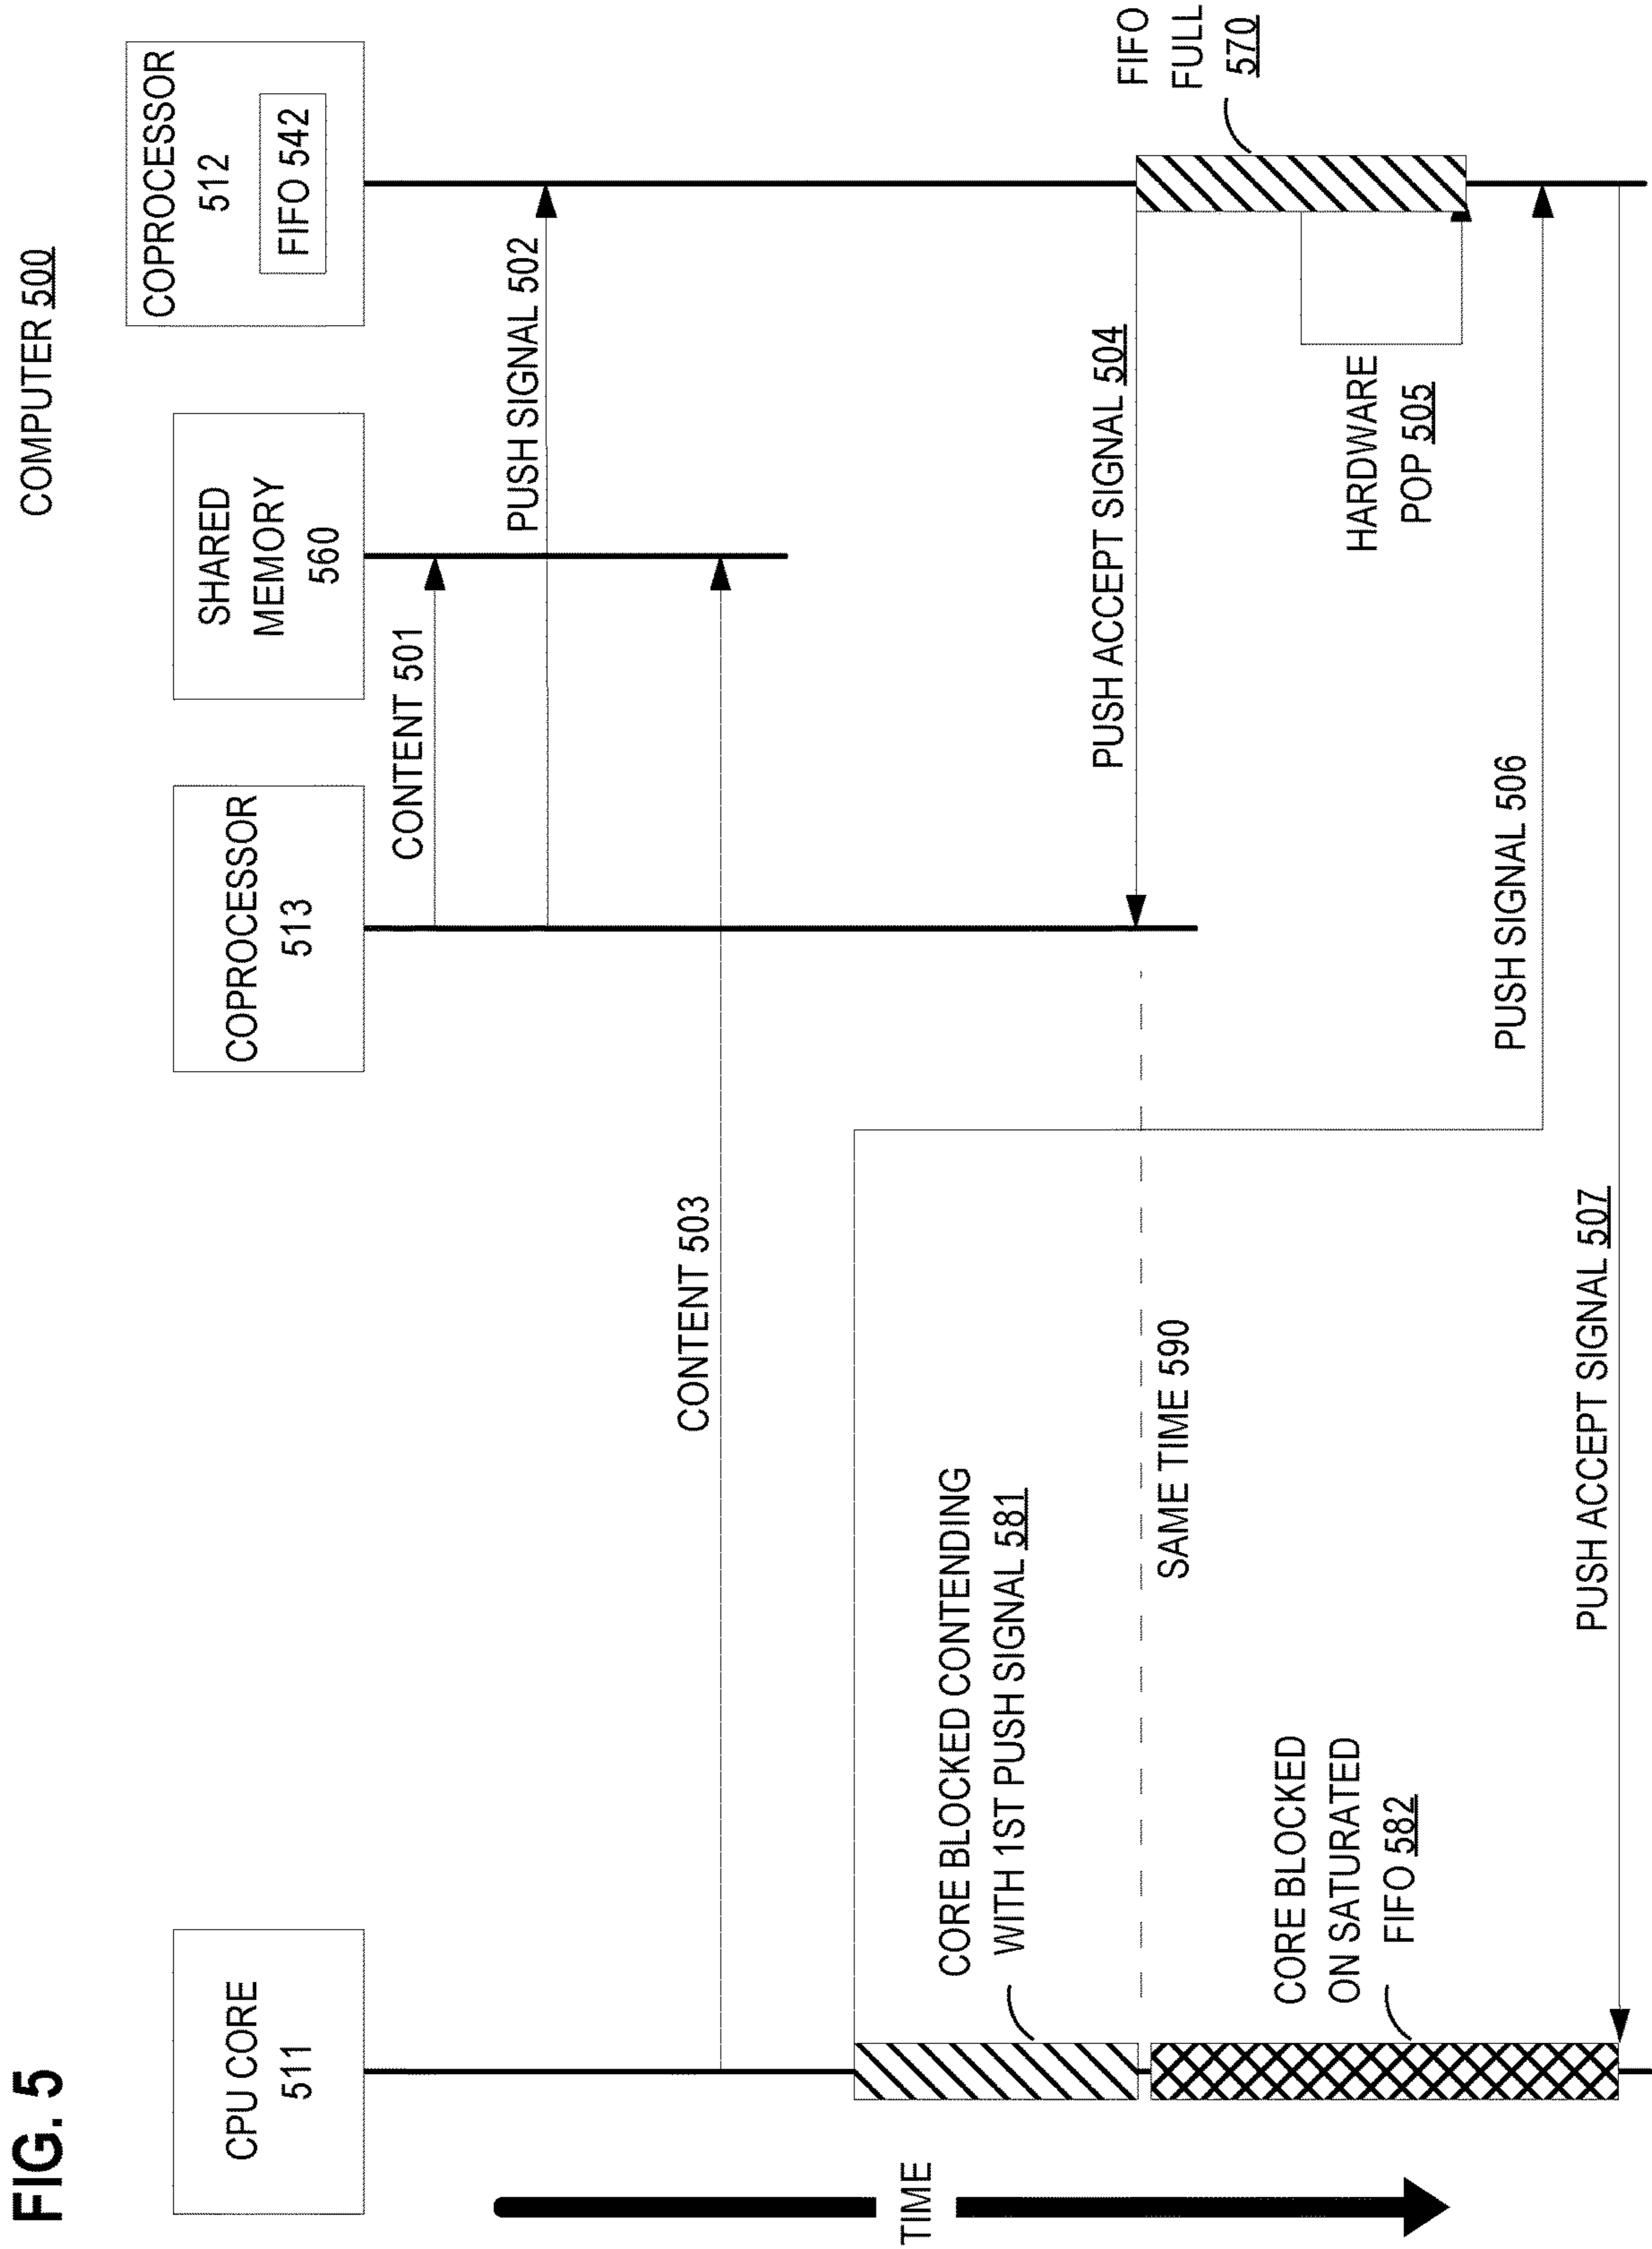 FIG. 5
COMPUTER 500
CPU CORE
511
COPROCESSOR
513
SHARED
MEMORY
560
COPROCESSOR
512
FIFO 542
CONTENT 501
PUSH SIGNAL 502
CONTENT 503
TIME
CORE BLOCKED CONTENDING
WITH 1ST PUSH SIGNAL 581
PUSH ACCEPT SIGNAL 504
FIFO
FULL
570
SAME TIME 590
CORE BLOCKED
ON SATURATED
FIFO 582
HARDWARE
POP 505
PUSH SIGNAL 506
PUSH ACCEPT SIGNAL 507